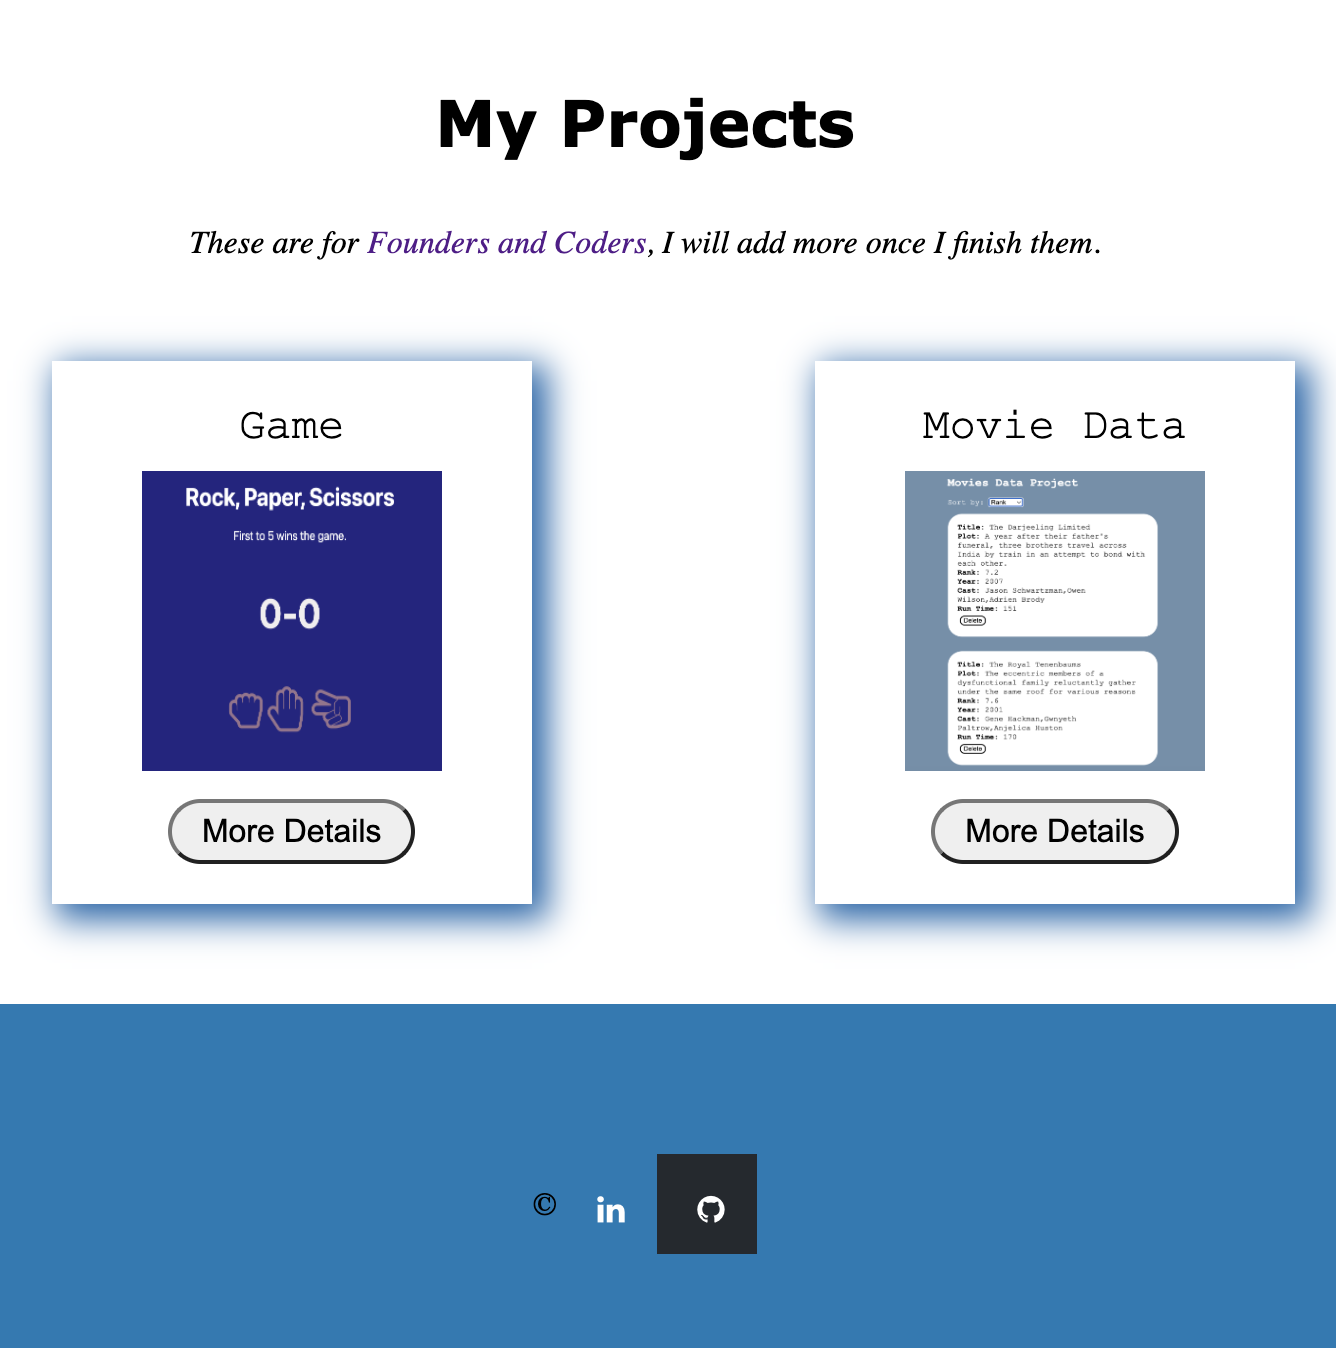 My Projects
These are for Founders and Coders, I will add more once I finish them.
Game
Rock, Paper, Scissors
First to 5 wins the game.
0-0
More Details
Movie Data
Movies Data Project
Sort by: Rank
Title: The Darjeeling Limited
Plot: A year after their father's
funeral, three brothers travel across
India by train in an attempt to bond with
each other.
Rank: 7.2
Year: 2007
Cast: Jason Schwartzman,Owen
Wilson,Adrien Brody
Run Time: 151
Delete
Title: The Royal Tenenbaums
Plot: The eccentric members of a
dysfunctional family reluctantly gather
under the same roof for various reasons
Rank: 7.6
Year: 2001
Cast: Gene Hackman,Gwnyeth
Paltrow,Anjelica Huston
Run Time: 170
Delete
More Details
© in